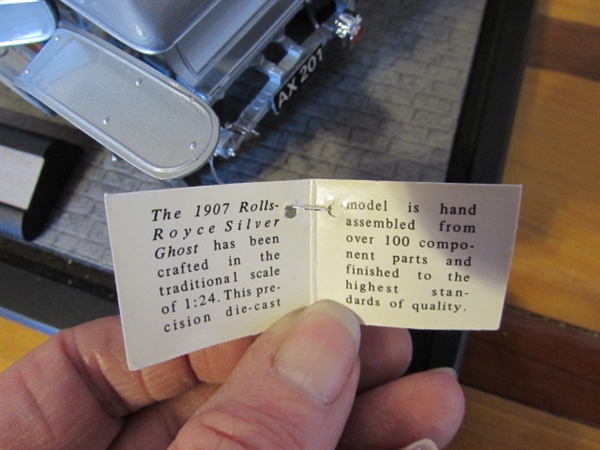 AX 201
The 1907 Rolls-
Royce Silver
Ghost has been
crafted in the
traditional scale
of 1:24. This pre-
cision die-cast
model is hand
assembled from
over 100 compo-
nent parts and
finished to the
highest stan-
dards of quality.